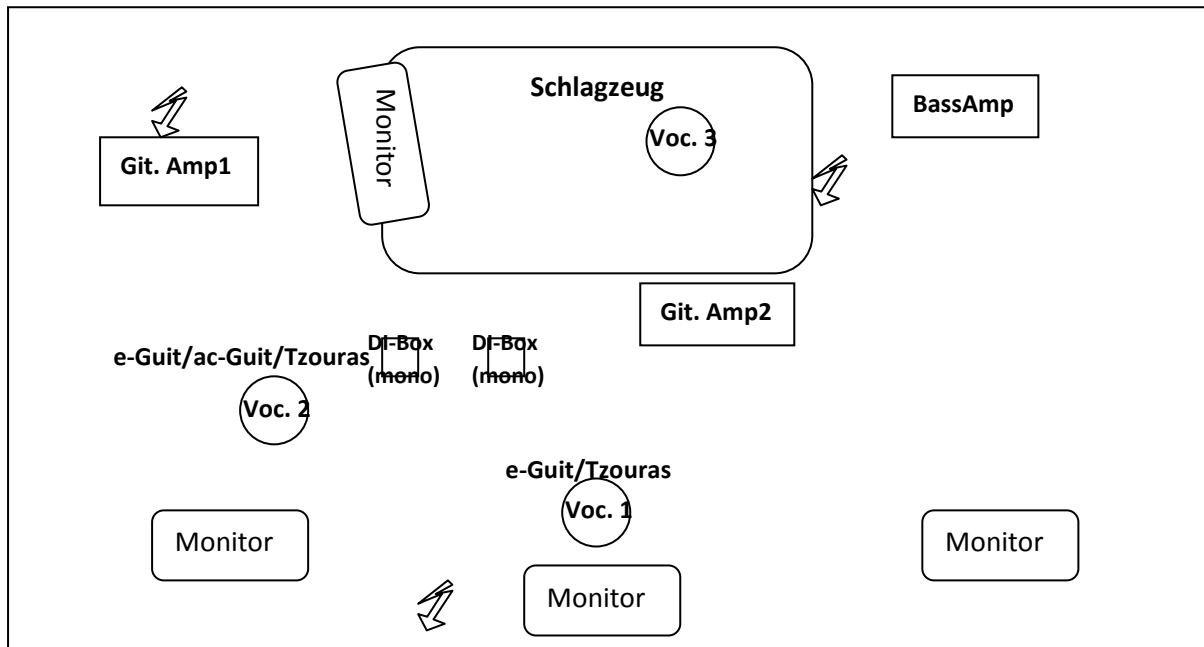 Schlagzeug
Monitor
BassAmp
Voc. 3
Git. Amp1
Git. Amp2
e-Guit/ac-Guit/Tzouras
DI-Box
(mono)
DI-Box
(mono)
Voc. 2
e-Guit/Tzouras
Voc. 1
Monitor
Monitor
Monitor